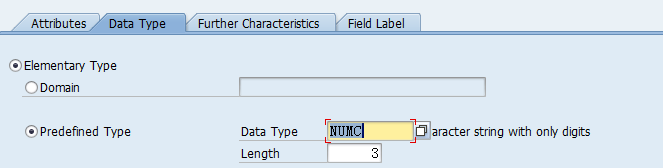 Attributes Data Type Further Characteristics Field Label
Elementary Type
Domain
Predefined Type Data Type NUMC aracter string with only digits
Length 3